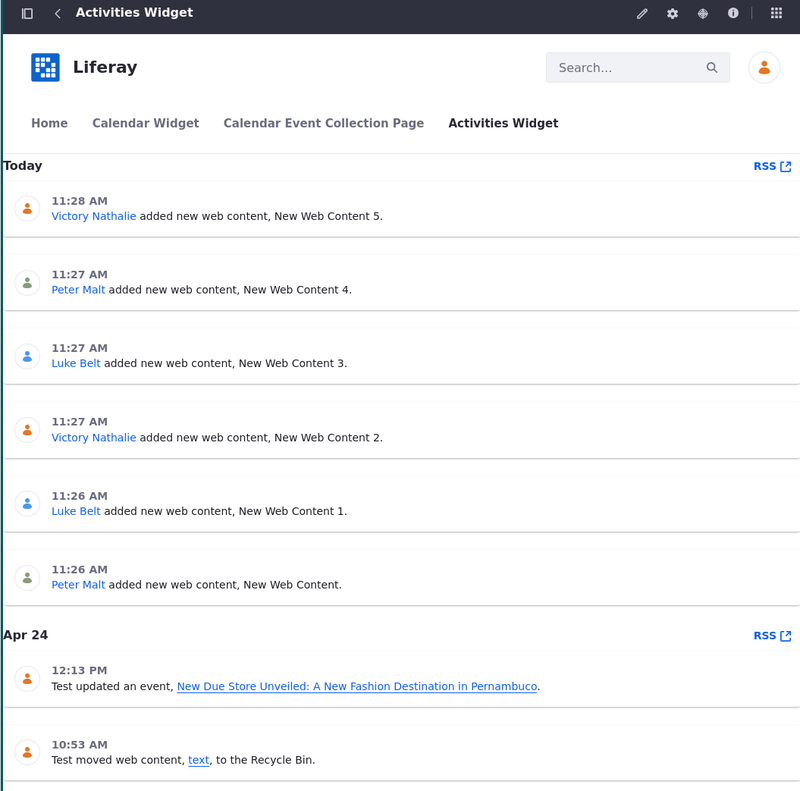 Activities Widget
Liferay
Search...
Home Calendar Widget Calendar Event Collection Page Activities Widget
Today RSS
11:28 AM
Victory Nathalie added new web content, New Web Content 5.
11:27 AM
Peter Malt added new web content, New Web Content 4.
11:27 AM
Luke Belt added new web content, New Web Content 3.
11:27 AM
Victory Nathalie added new web content, New Web Content 2.
11:26 AM
Luke Belt added new web content, New Web Content 1.
11:26 AM
Peter Malt added new web content, New Web Content.
Apr 24 RSS
12:13 PM
Test updated an event, New Due Store Unveiled: A New Fashion Destination in Pernambuco.
10:53 AM
Test moved web content, text, to the Recycle Bin.